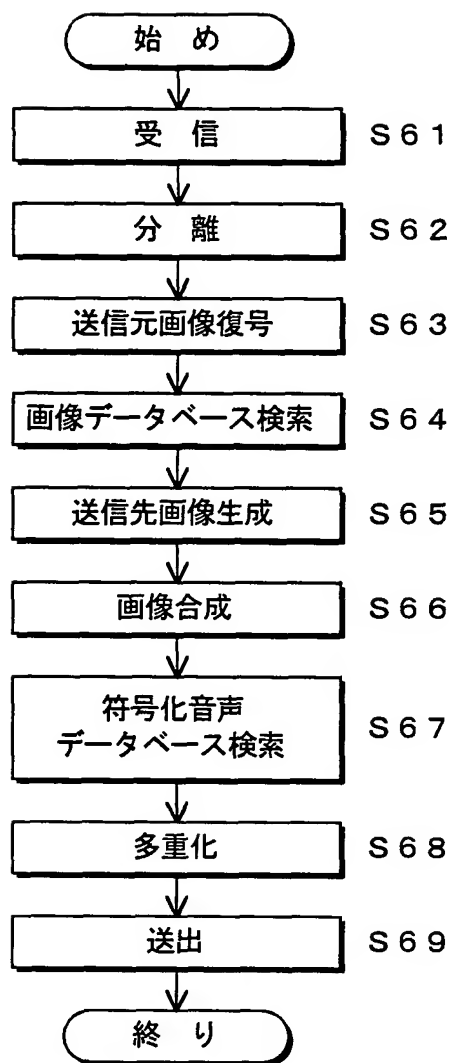 始 め
受 信 S61
分 離 S62
送信元画像復号 S63
画像データベース検索 S64
送信先画像生成 S65
画像合成 S66
符号化音声
データベース検索 S67
多重化 S68
送出 S69
終 り